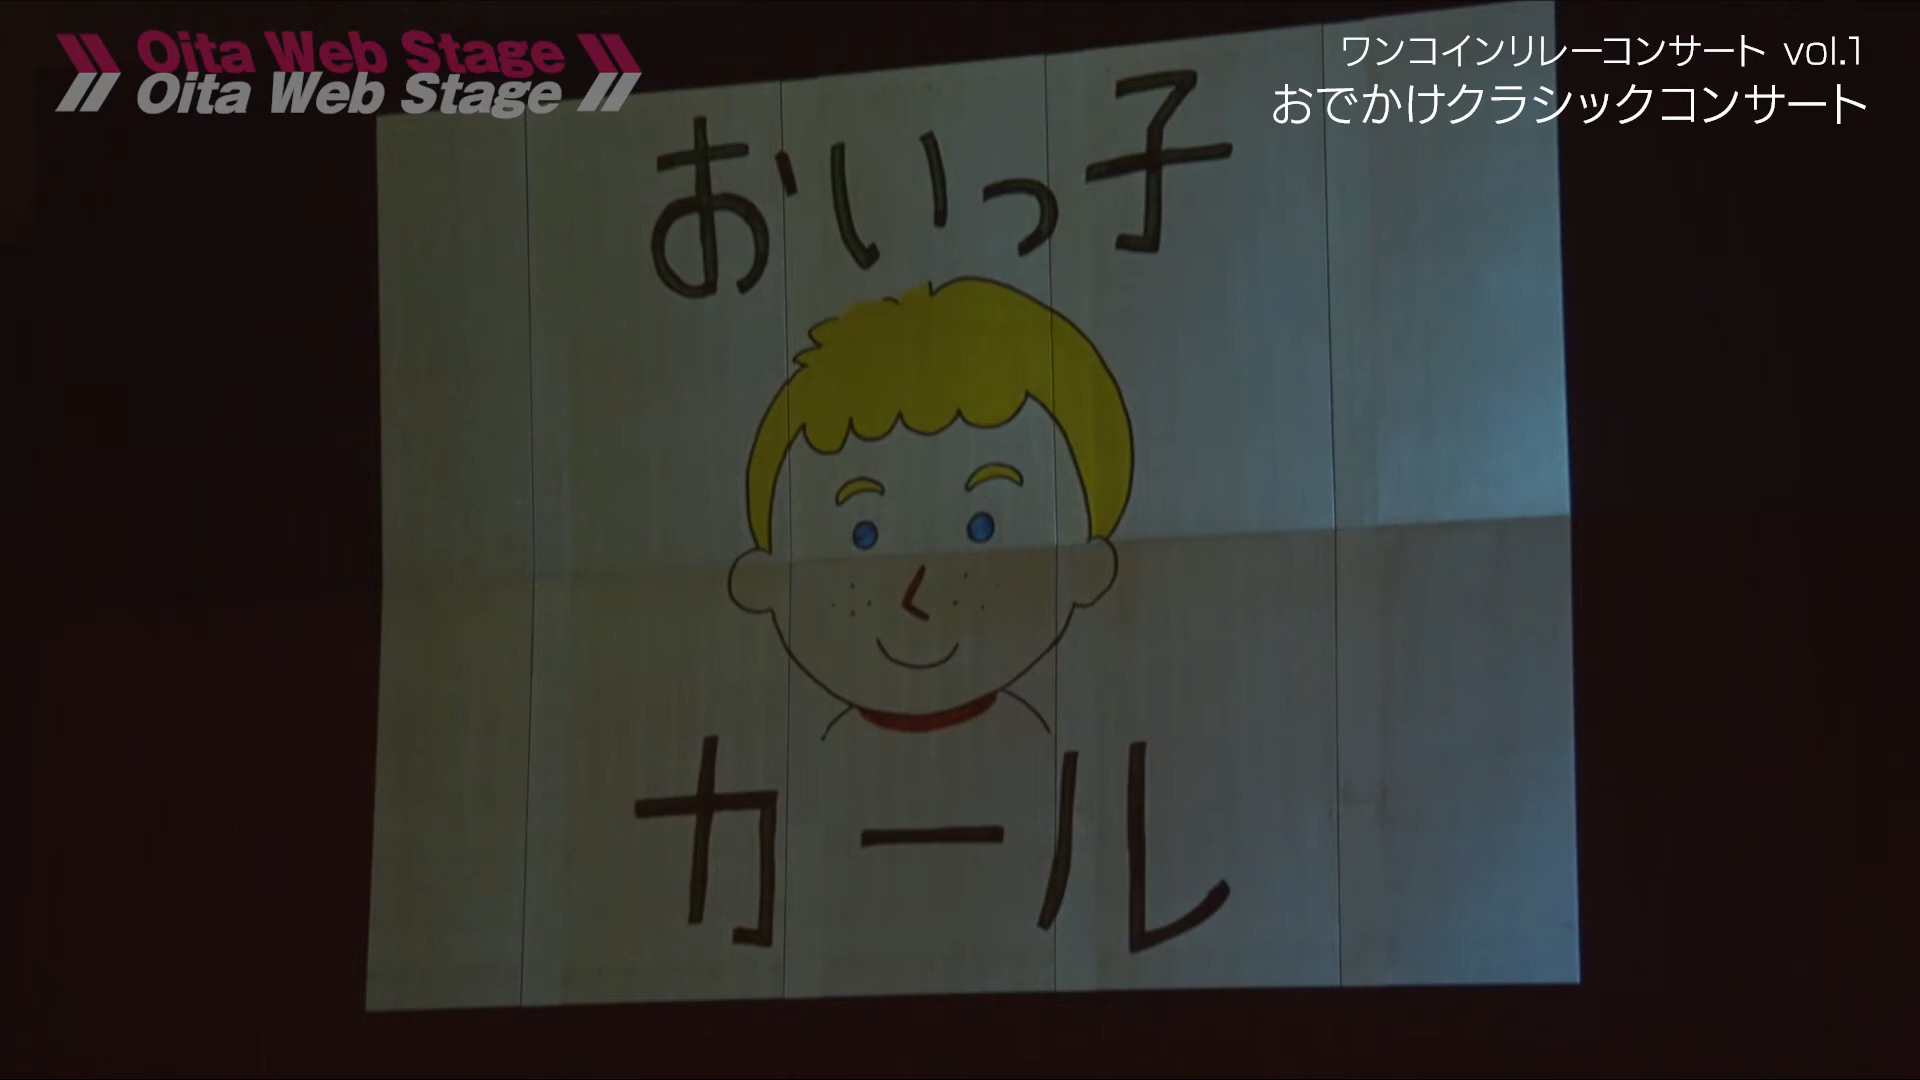 Oita Web Stage
Oita Web Stage
ワンコインリレーコンサート vol.1
おでかけクラシックコンサート
おいっ子
カール